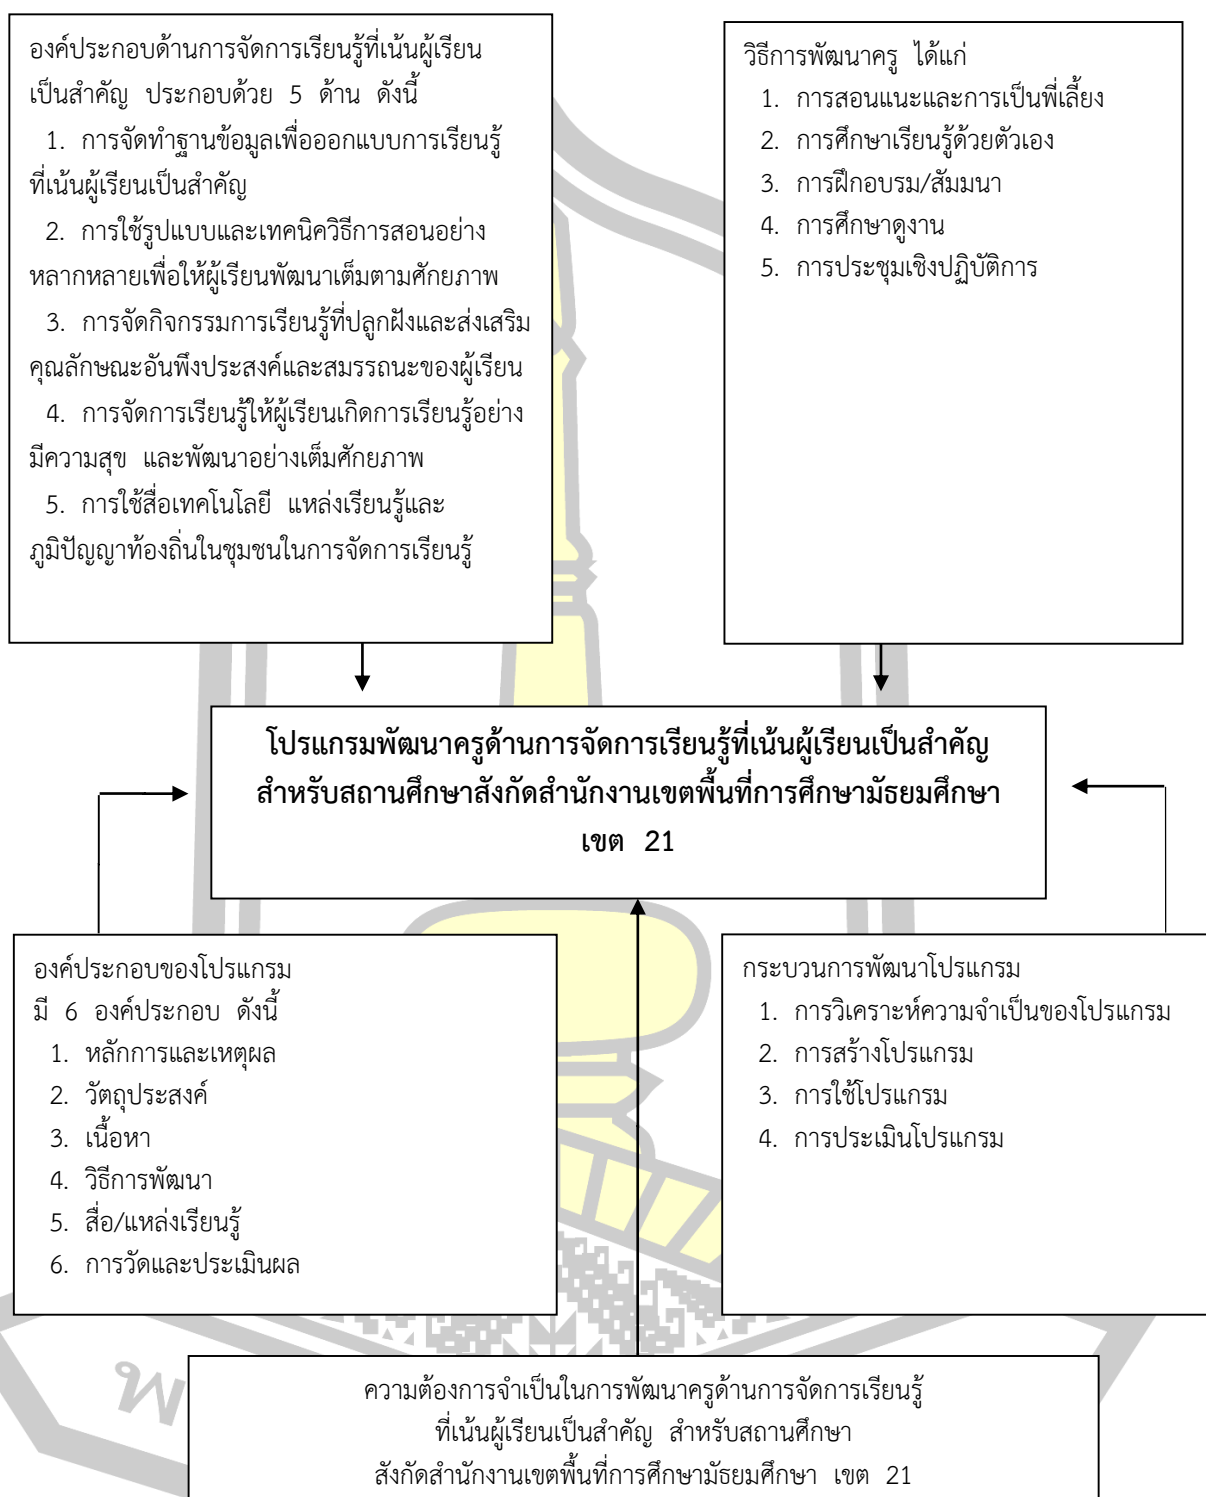 องค์ประกอบด้านการจัดการเรียนรู้ที่เน้นผู้เรียน
เป็นสำคัญ ประกอบด้วย 5 ด้าน ดังนี้
1. การจัดทำฐานข้อมูลเพื่อออกแบบการเรียนรู้
ที่เน้นผู้เรียนเป็นสำคัญ
2. การใช้รูปแบบและเทคนิควิธีการสอนอย่าง
หลากหลายเพื่อให้ผู้เรียนพัฒนาเต็มตามศักยภาพ
3. การจัดกิจกรรมการเรียนรู้ที่ปลูกฝังและส่งเสริม
คุณลักษณะอันพึงประสงค์และสมรรถนะของผู้เรียน
4. การจัดการเรียนรู้ให้ผู้เรียนเกิดการเรียนรู้อย่าง
มีความสุข และพัฒนาอย่างเต็มศักยภาพ
5. การใช้สื่อเทคโนโลยี แหล่งเรียนรู้และ
ภูมิปัญญาท้องถิ่นในชุมชนในการจัดการเรียนรู้
วิธีการพัฒนาครู ได้แก่
1. การสอนแนะและการเป็นพี่เลี้ยง
2. การศึกษาเรียนรู้ด้วยตัวเอง
3. การฝึกอบรม/สัมมนา
4. การศึกษาดูงาน
5. การประชุมเชิงปฏิบัติการ
โปรแกรมพัฒนาครูด้านการจัดการเรียนรู้ที่เน้นผู้เรียนเป็นสำคัญ
สำหรับสถานศึกษาสังกัดสำนักงานเขตพื้นที่การศึกษามัธยมศึกษา
เขต 21
องค์ประกอบของโปรแกรม
มี 6 องค์ประกอบ ดังนี้
1. หลักการและเหตุผล
2. วัตถุประสงค์
3. เนื้อหา
4. วิธีการพัฒนา
5. สื่อ/แหล่งเรียนรู้
6. การวัดและประเมินผล
กระบวนการพัฒนาโปรแกรม
1. การวิเคราะห์ความจำเป็นของโปรแกรม
2. การสร้างโปรแกรม
3. การใช้โปรแกรม
4. การประเมินโปรแกรม
ความต้องการจำเป็นในการพัฒนาครูด้านการจัดการเรียนรู้
ที่เน้นผู้เรียนเป็นสำคัญ สำหรับสถานศึกษา
สังกัดสำนักงานเขตพื้นที่การศึกษามัธยมศึกษา เขต 21